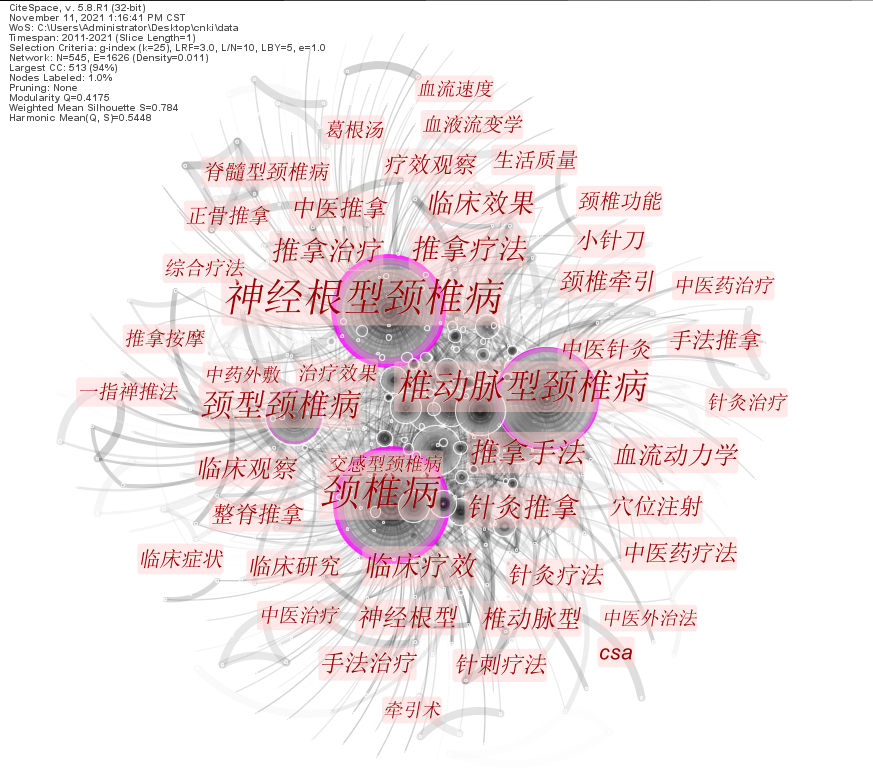 CiteSpace, v. 5.8.R1 (32-bit)
November 11, 2021 1:16:41 PM CST
WoS: C:\Users\Administrator\Desktop\cnki\data
Timespan: 2011-2021 (Slice Length=1)
Selection Criteria: g-index (k=25), LRF=3.0, L/N=10, LBY=5, e=1.0
Network: N=545, E=1626 (Density=0.011)
Largest CC: 513 (94%)
Nodes Labeled: 1.0%
Pruning: None
Modularity Q=0.4175
Weighted Mean Silhouette S=0.784
Harmonic Mean(Q, S)=0.5448
血流速度
葛根汤
血液流变学
脊髓型颈椎病
疗效观察
生活质量
正骨推拿
中医推拿
临床效果
颈椎功能
推拿治疗
推拿疗法
小针刀
综合疗法
神经根型颈椎病
颈椎牵引
中医药治疗
推拿按摩
中医针灸
手法推拿
中药外敷
治疗效果
一指禅推法
颈型颈椎病
椎动脉型颈椎病
针灸治疗
临床观察
交感型颈椎病
推拿手法
血流动力学
颈椎病
整脊推拿
针灸推拿
穴位注射
临床症状
临床研究
临床疗效
针灸疗法
中医药疗法
中医治疗
神经根型
椎动脉型
中医外治法
手法治疗
针刺疗法
csa
牵引术